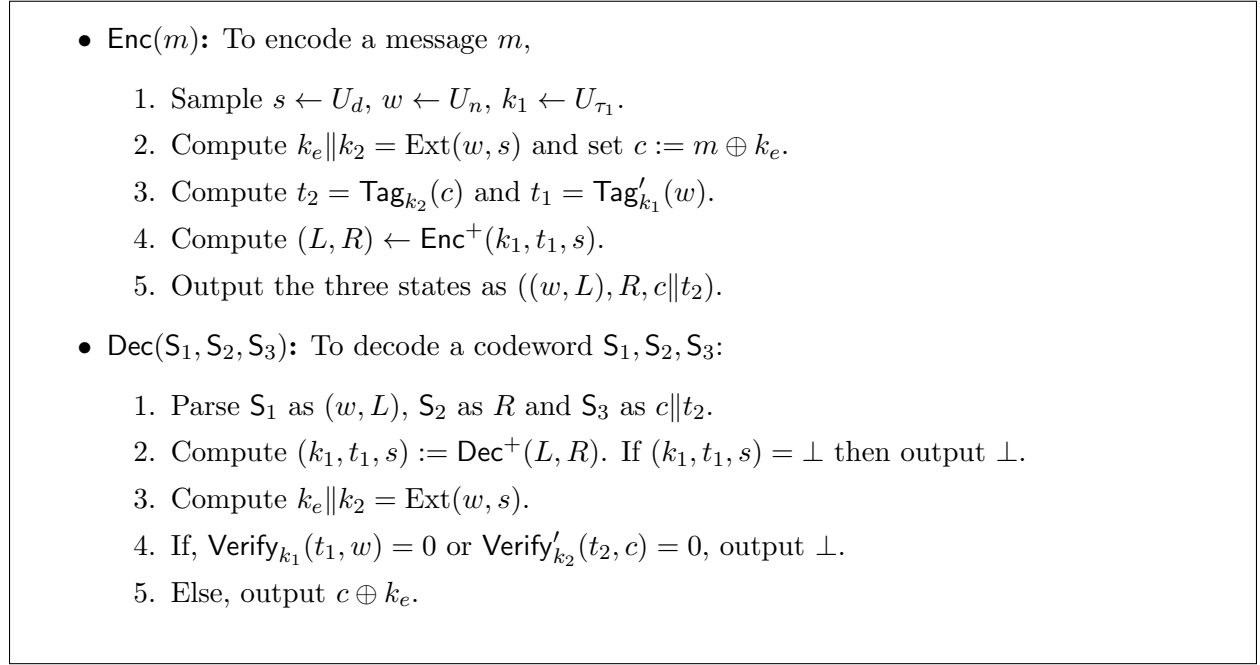 • Enc(m): To encode a message m,
1. Sample s ← U_d, w ← U_n, k_1 ← U_{τ_1}.
2. Compute k_e‖k_2 = Ext(w, s) and set c := m ⊕ k_e.
3. Compute t_2 = Tag_{k_2}(c) and t_1 = Tag′_{k_1}(w).
4. Compute (L, R) ← Enc^+(k_1, t_1, s).
5. Output the three states as ((w, L), R, c‖t_2).
• Dec(S_1, S_2, S_3): To decode a codeword S_1, S_2, S_3:
1. Parse S_1 as (w, L), S_2 as R and S_3 as c‖t_2.
2. Compute (k_1, t_1, s) := Dec^+(L, R). If (k_1, t_1, s) = ⊥ then output ⊥.
3. Compute k_e‖k_2 = Ext(w, s).
4. If, Verify_{k_1}(t_1, w) = 0 or Verify′_{k_2}(t_2, c) = 0, output ⊥.
5. Else, output c ⊕ k_e.